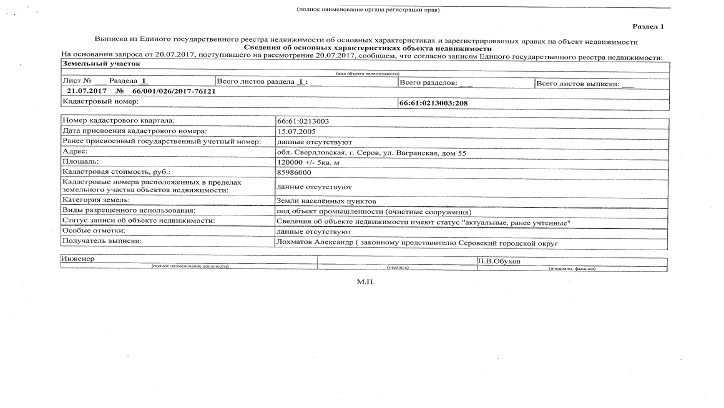 (полное наименование органа регистрации прав)
Раздел 1
Выписка из Единого государственного реестра недвижимости об основных характеристиках и зарегистрированных правах на объект недвижимости
Сведения об основных характеристиках объекта недвижимости
На основании запроса от 20.07.2017, поступившего на рассмотрение 20.07.2017, сообщаем, что согласно записям Единого государственного реестра недвижимости:
Земельный участок
(вид объекта недвижимости)
Лист № Раздела 1 Всего листов раздела 1 : Всего разделов: Всего листов выписки:
21.07.2017 № 66/001/026/2017-76121
Кадастровый номер: 66:61:0213003:208
Номер кадастрового квартала: 66:61:0213003
Дата присвоения кадастрового номера: 15.07.2005
Ранее присвоенный государственный учетный номер: данные отсутствуют
Адрес: обл. Свердловская, г. Серов, ул. Вагранская, дом 55
Площадь: 120000 +/- 5кв. м
Кадастровая стоимость, руб.: 85986000
Кадастровые номера расположенных в пределах
земельного участка объектов недвижимости: данные отсутствуют
Категория земель: Земли населённых пунктов
Виды разрешенного использования: под объект промышленности (очистные сооружения)
Статус записи об объекте недвижимости: Сведения об объекте недвижимости имеют статус "актуальные, ранее учтенные"
Особые отметки: данные отсутствуют
Получатель выписки: Лохматов Александр ( законному представителю Серовский городской округ
Инженер П.В.Обухов
(полное наименование должности) (подпись) (инициалы, фамилия)
М.П.